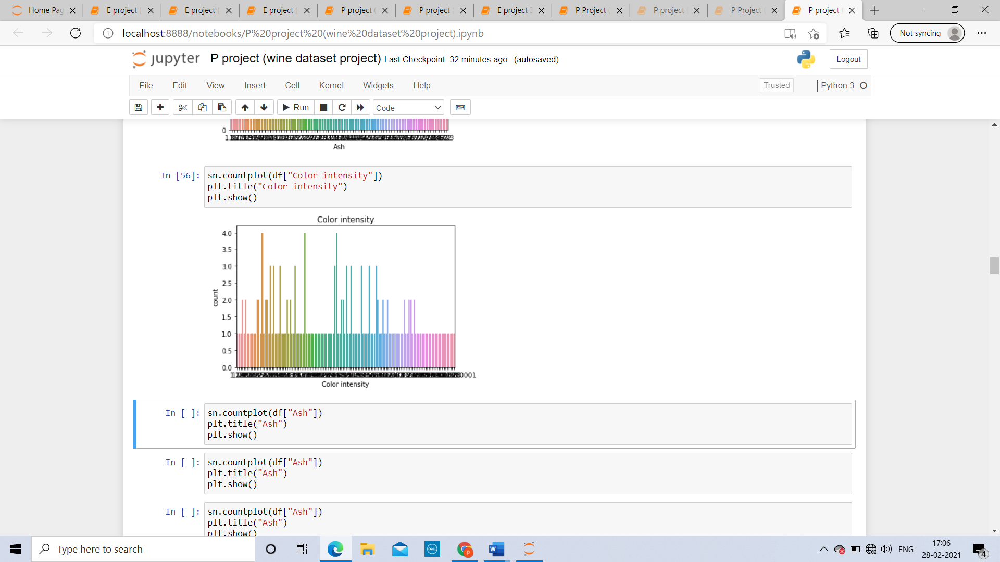 Home Pag
E project (
E project (
E project (
P project (
P project (
E project 3
P Project (
P project (
P Project (
P project (
localhost:8888/notebooks/P%20project%20(wine%20dataset%20project).ipynb
Not syncing
jupyter P project (wine dataset project) Last Checkpoint: 32 minutes ago (autosaved)
Logout
File Edit View Insert Cell Kernel Widgets Help
Trusted Python 3
Run
Code
0
Ash
In [56]:
sn.countplot(df["Color intensity"])
plt.title("Color intensity")
plt.show()
Color intensity
4.0
3.5
3.0
2.5
2.0
1.5
1.0
0.5
0.0
count
Color intensity
In [ ]:
sn.countplot(df["Ash"])
plt.title("Ash")
plt.show()
In [ ]:
sn.countplot(df["Ash"])
plt.title("Ash")
plt.show()
In [ ]:
sn.countplot(df["Ash"])
plt.title("Ash")
plt.show()
Type here to search
DELL
W
ENG
17:06
28-02-2021
4